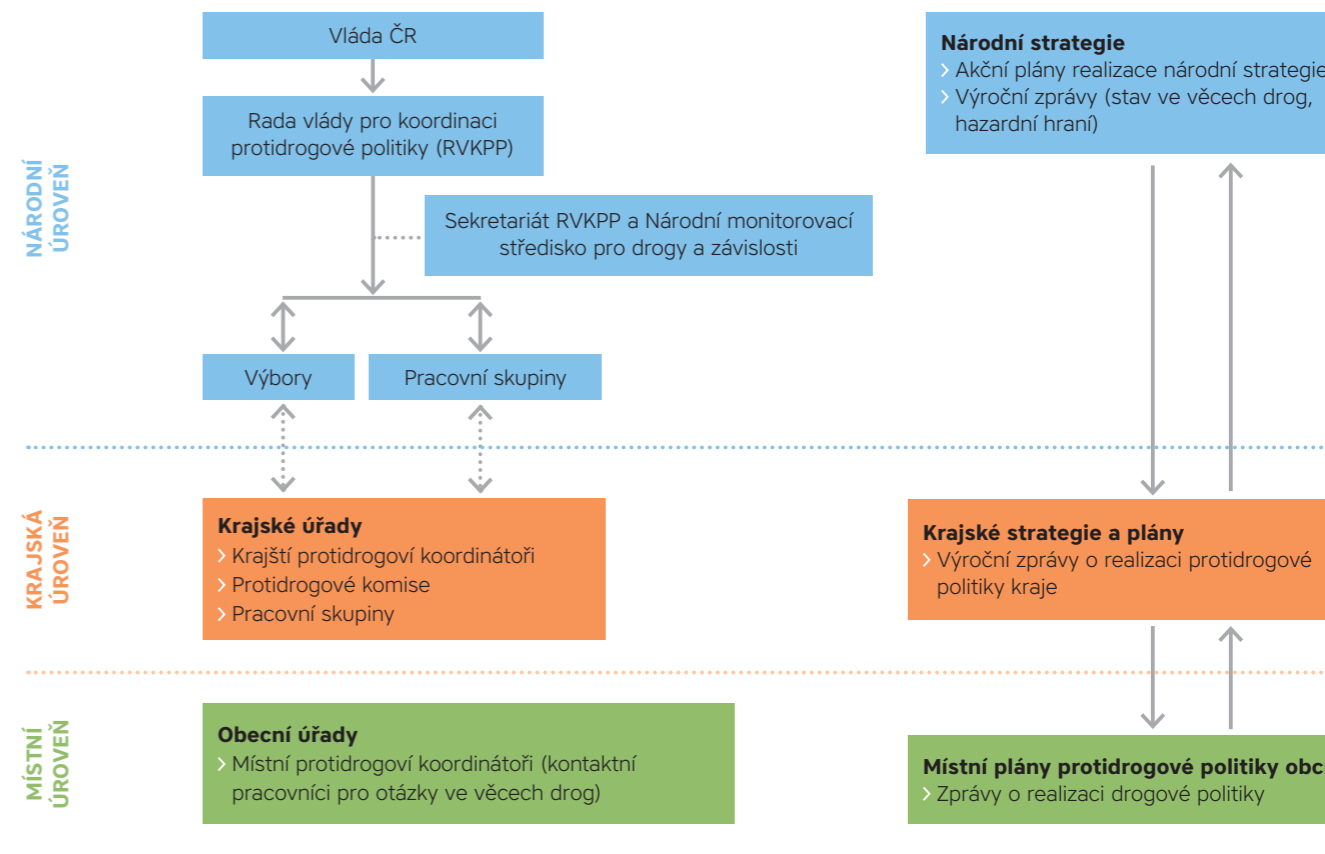 NÁRODNÍ
ÚROVEŇ
Vláda ČR
Rada vlády pro koordinaci
protidrogové politiky (RVKPP)
Sekretariát RVKPP a Národní monitorovací
středisko pro drogy a závislosti
Výbory
Pracovní skupiny
Národní strategie
> Akční plány realizace národní strategie
> Výroční zprávy (stav ve věcech drog,
hazardní hraní)
KRAJSKÁ
ÚROVEŇ
Krajské úřady
> Krajští protidrogoví koordinátoři
> Protidrogové komise
> Pracovní skupiny
Krajské strategie a plány
> Výroční zprávy o realizaci protidrogové
politiky kraje
MÍSTNÍ
ÚROVEŇ
Obecní úřady
> Místní protidrogoví koordinátoři (kontaktní
pracovníci pro otázky ve věcech drog)
Místní plány protidrogové politiky
> Zprávy o realizaci drogové politiky